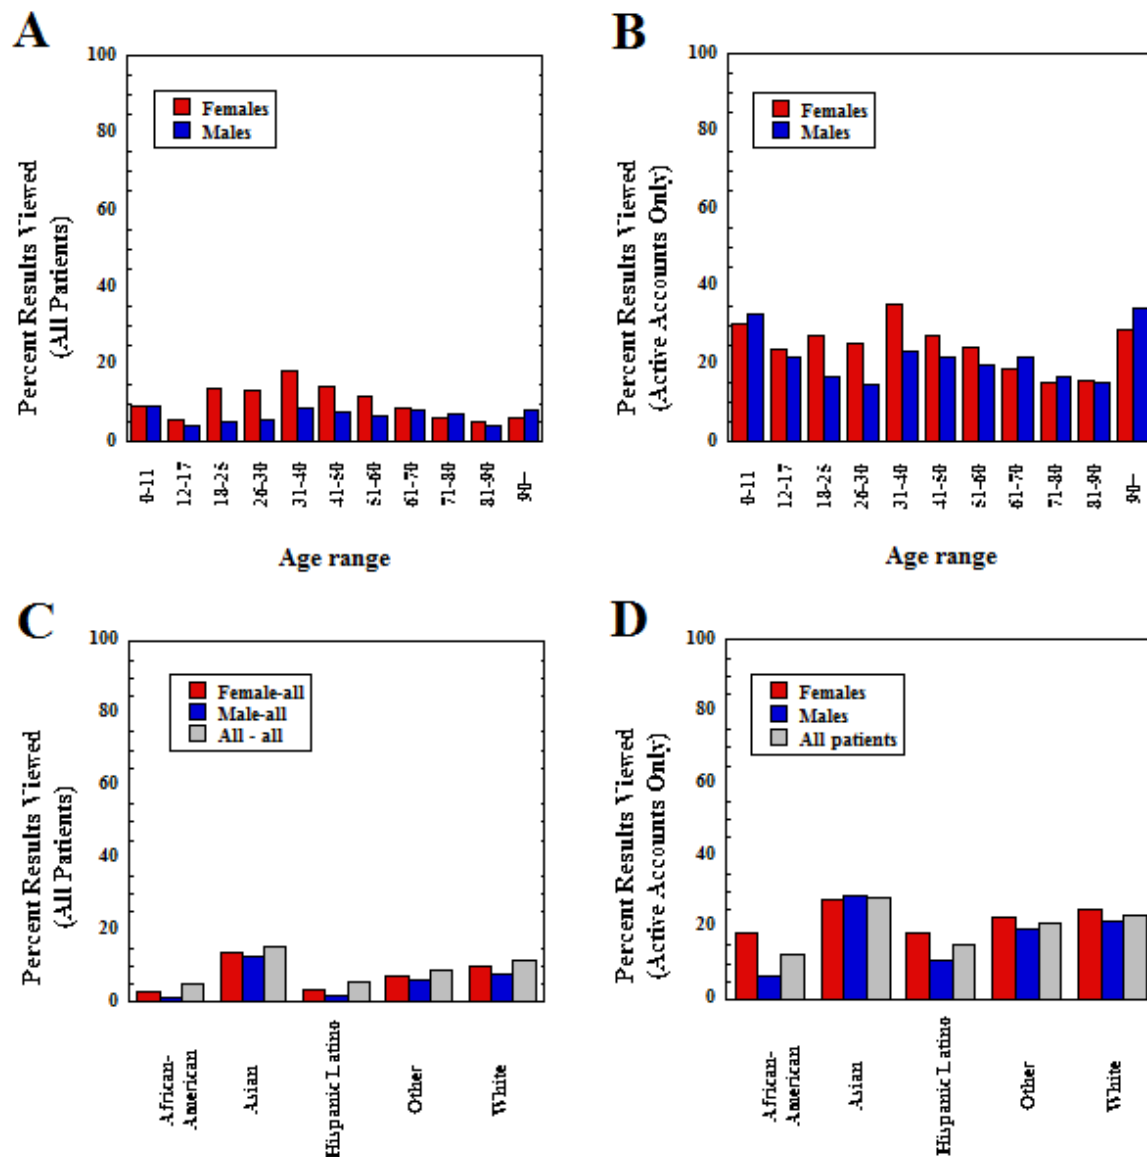 A
100
80
60
40
20
0
Females
Males
Percent Results Viewed
(All Patients)
0-11
12-17
18-25
26-30
31-40
41-50
51-60
61-70
71-80
81-90
Age range
B
100
80
60
40
20
0
Females
Males
Percent Results Viewed
(Active Accounts Only)
0-11
12-17
18-25
26-30
31-40
41-50
51-60
61-70
71-80
81-90
Age range
C
100
80
60
40
20
0
Female-all
Male-all
All - all
Percent Results Viewed
(All Patients)
African-
American
Asian
Hispanic Latino
Other
White
D
100
80
60
40
20
0
Females
Males
All patients
Percent Results Viewed
(Active Accounts Only)
African-
American
Asian
Hispanic Latino
Other
White